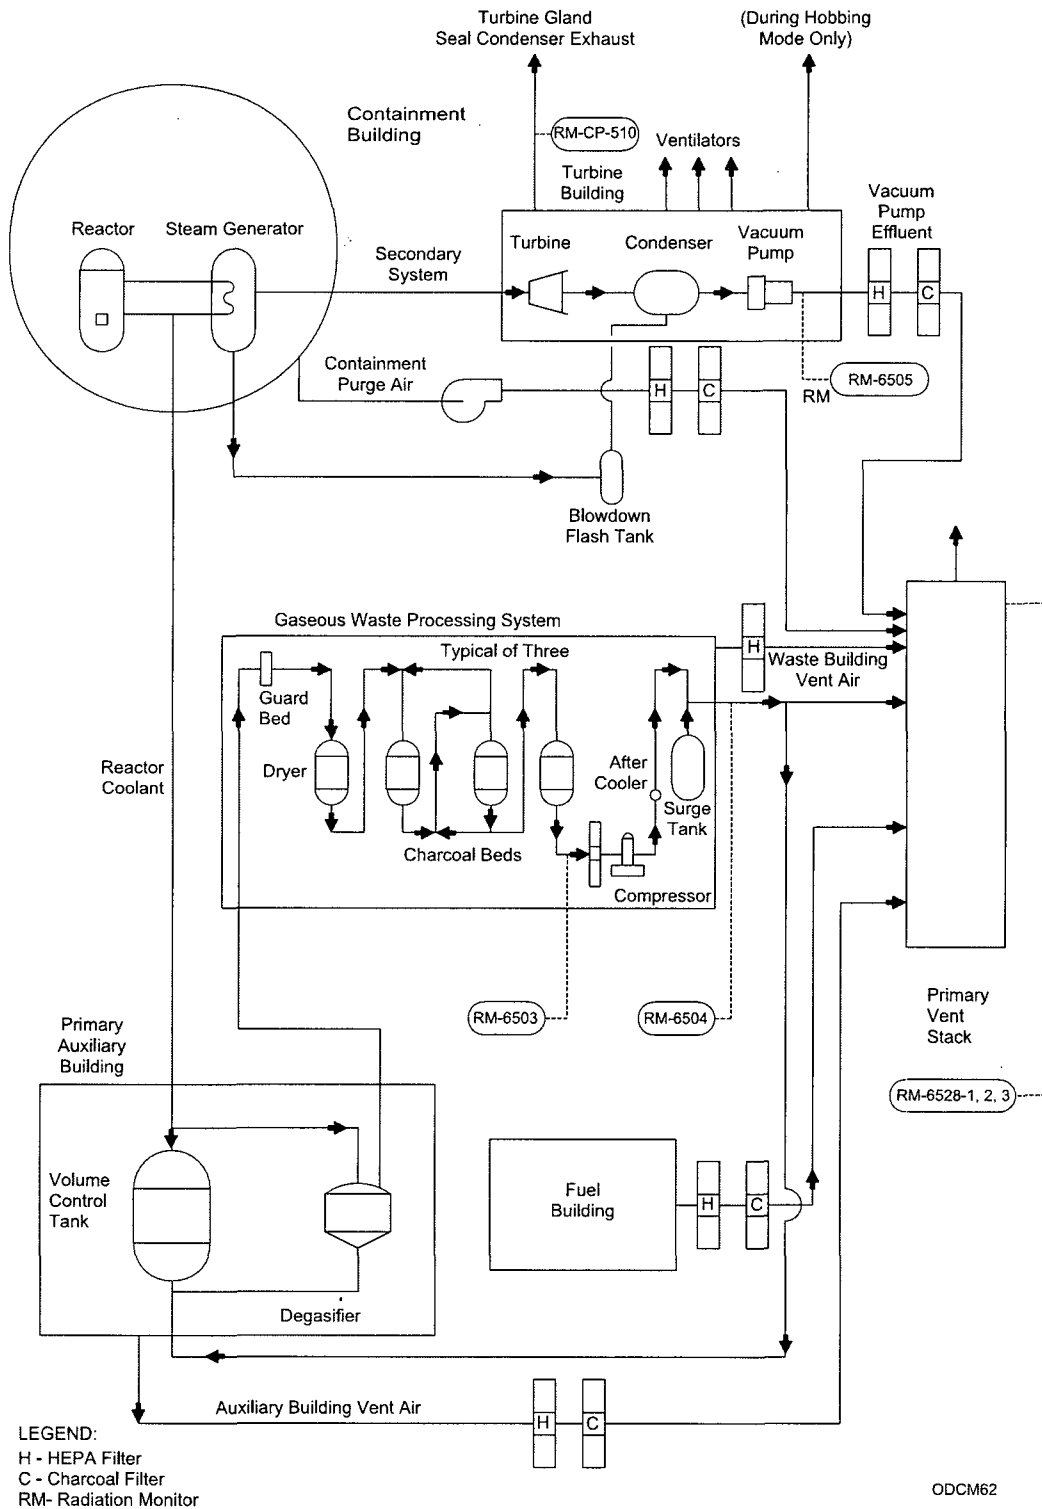 Turbine Gland
Seal Condenser Exhaust
(During Hobbing
Mode Only)
Containment
Building
RM-CP-510
Ventilators
Turbine
Building
Vacuum
Pump
Effluent
Reactor
Steam Generator
Secondary
System
Turbine
Condenser
Vacuum
Pump
H
C
Containment
Purge Air
H
C
RM
RM-6505
Blowdown
Flash Tank
Gaseous Waste Processing System
Typical of Three
H
Waste Building
Vent Air
Guard
Bed
Reactor
Coolant
Dryer
After
Cooler
Surge
Tank
Charcoal Beds
Compressor
RM-6503
RM-6504
Primary
Vent
Stack
Primary
Auxiliary
Building
RM-6528-1, 2, 3
Volume
Control
Tank
Fuel
Building
H
C
Degasifier
Auxiliary Building Vent Air
H
C
LEGEND:
H - HEPA Filter
C - Charcoal Filter
RM- Radiation Monitor
ODCM62